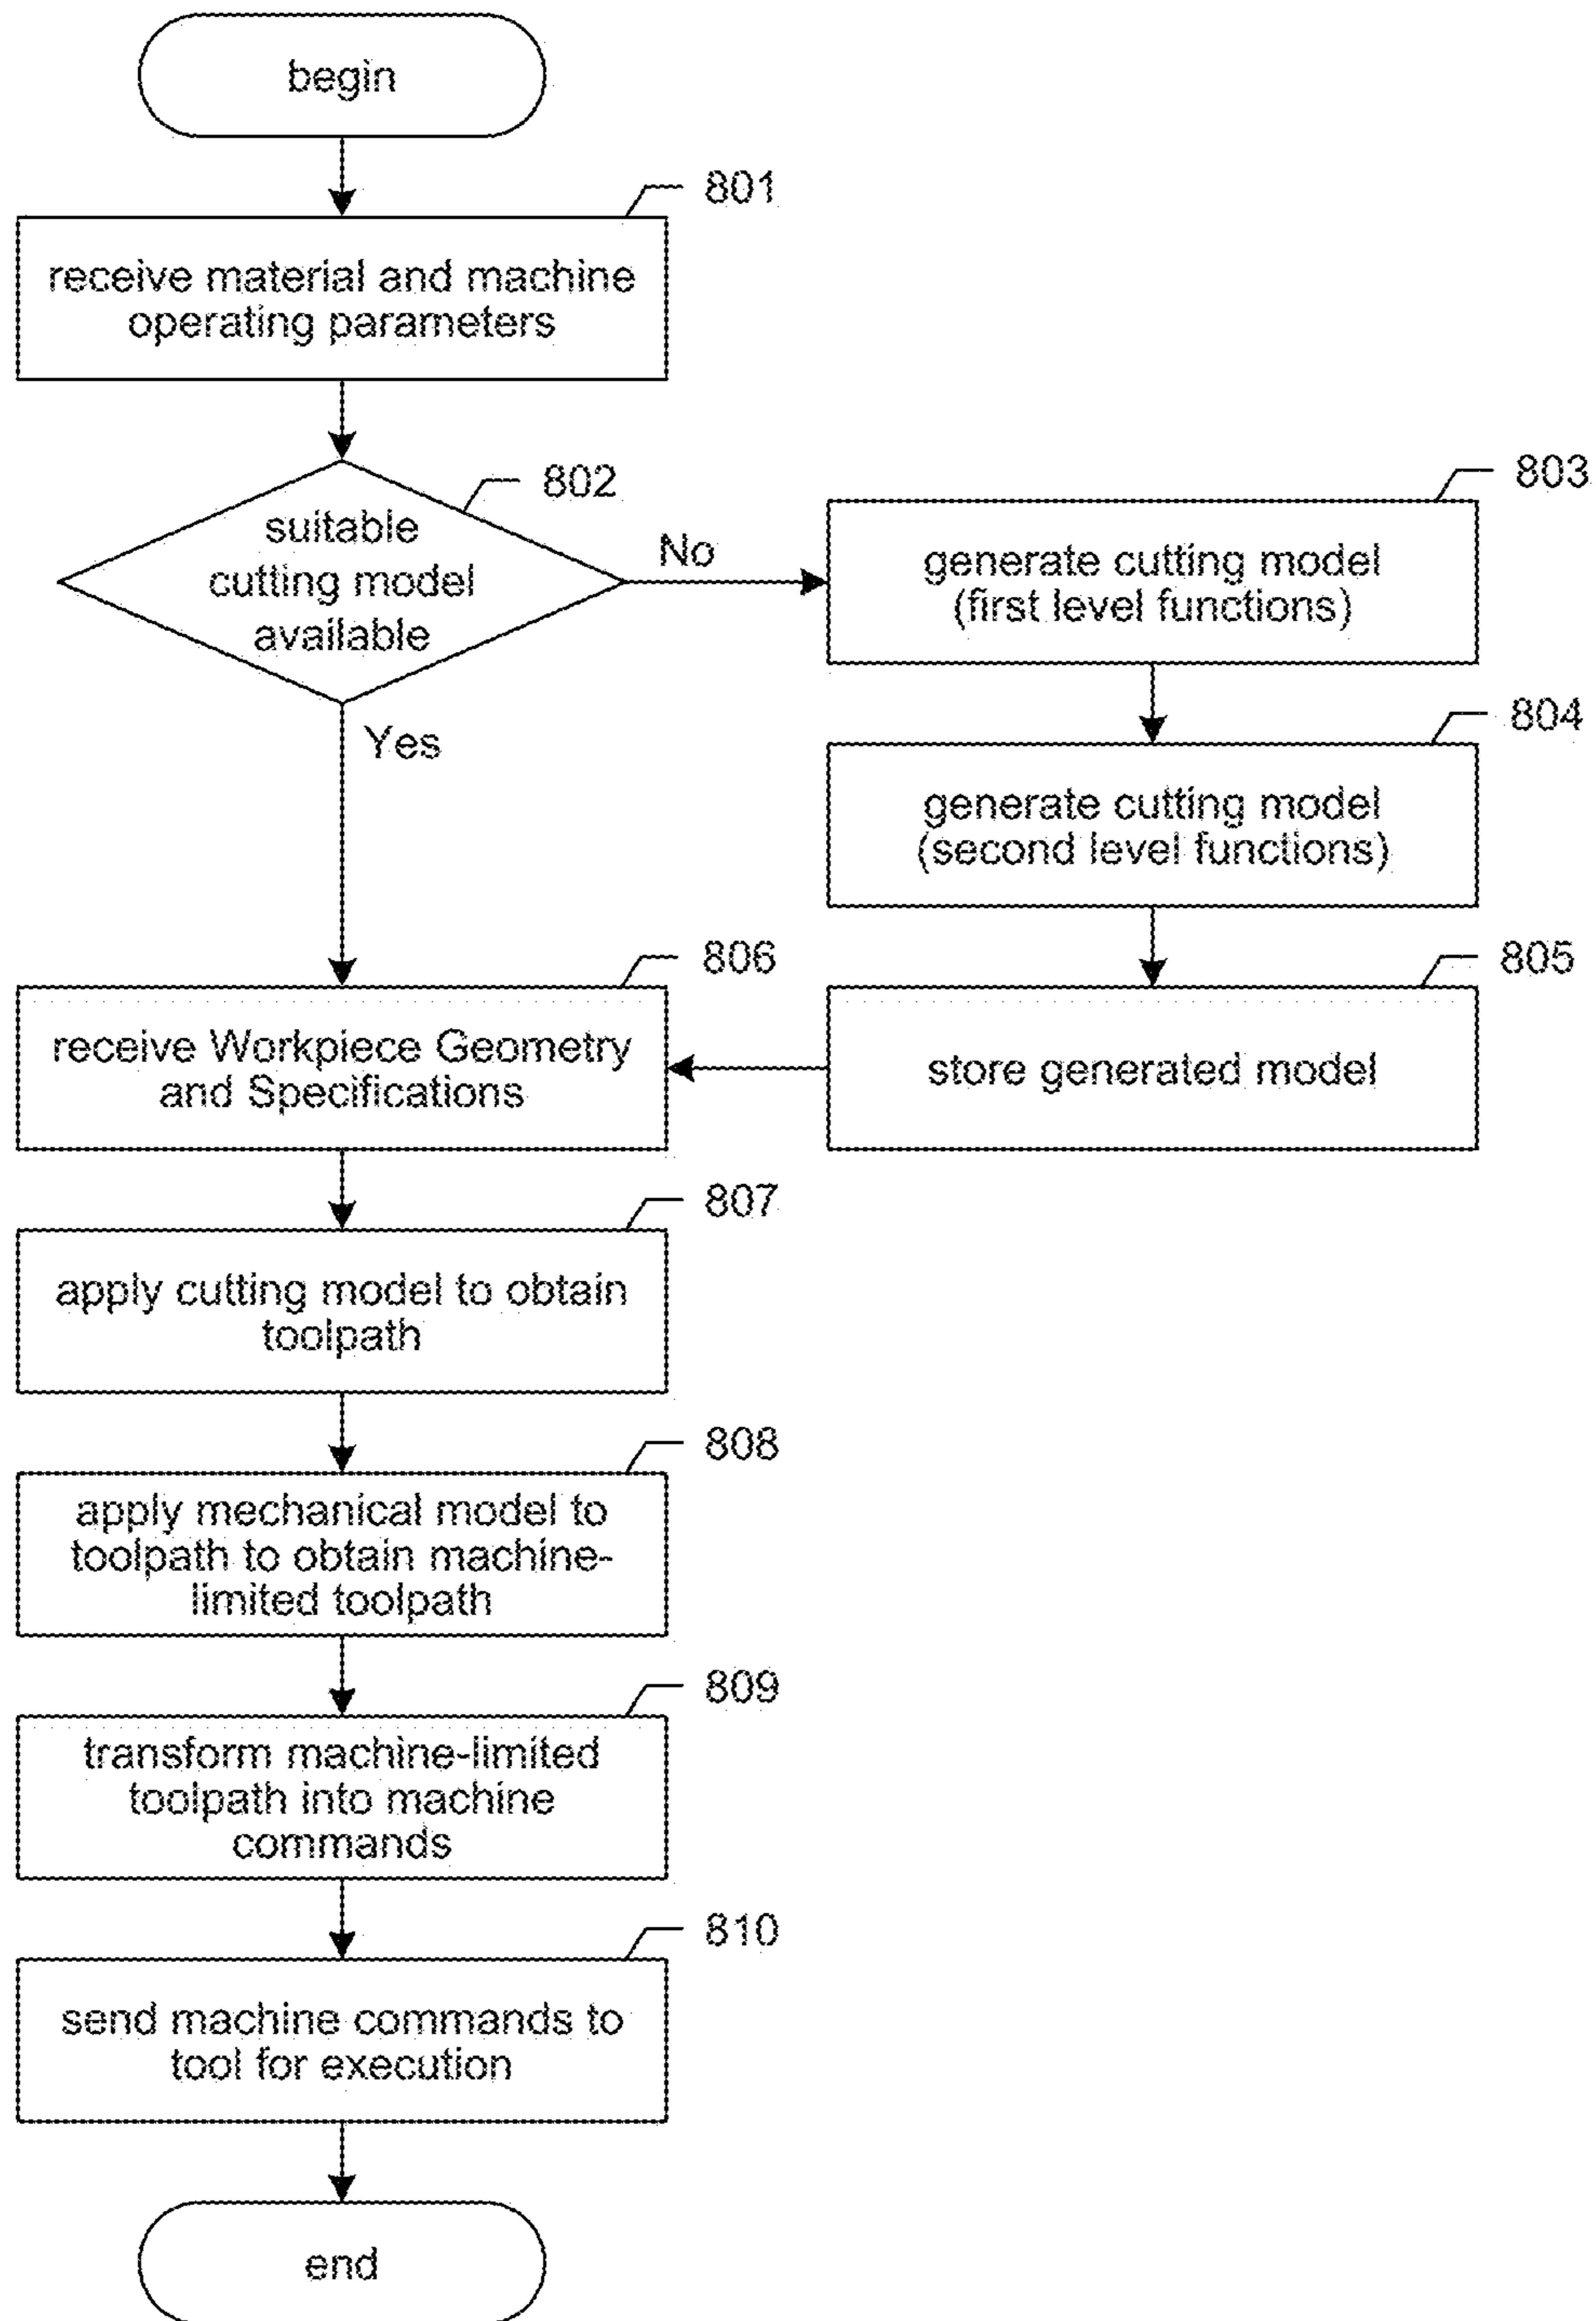 begin
801
receive material and machine
operating parameters
802
suitable
cutting model
available
No
Yes
803
generate cutting model
(first level functions)
804
generate cutting model
(second level functions)
805
store generated model
806
receive Workpiece Geometry
and Specifications
807
apply cutting model to obtain
toolpath
808
apply mechanical model to
toolpath to obtain machine-
limited toolpath
809
transform machine-limited
toolpath into machine
commands
810
send machine commands to
tool for execution
end